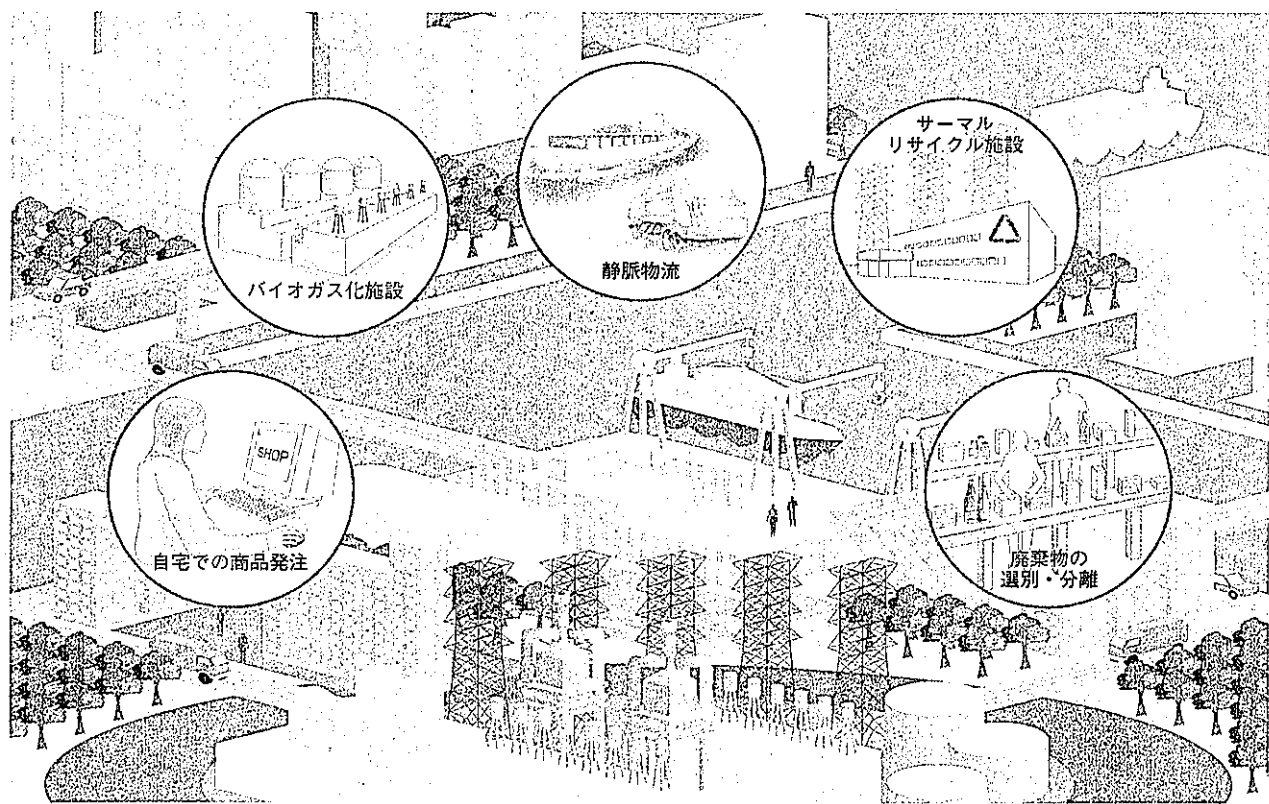 バイオガス化施設
静脈物流
サーマル
リサイクル施設
SHOP
自宅での商品発注
廃棄物の
選別・分離